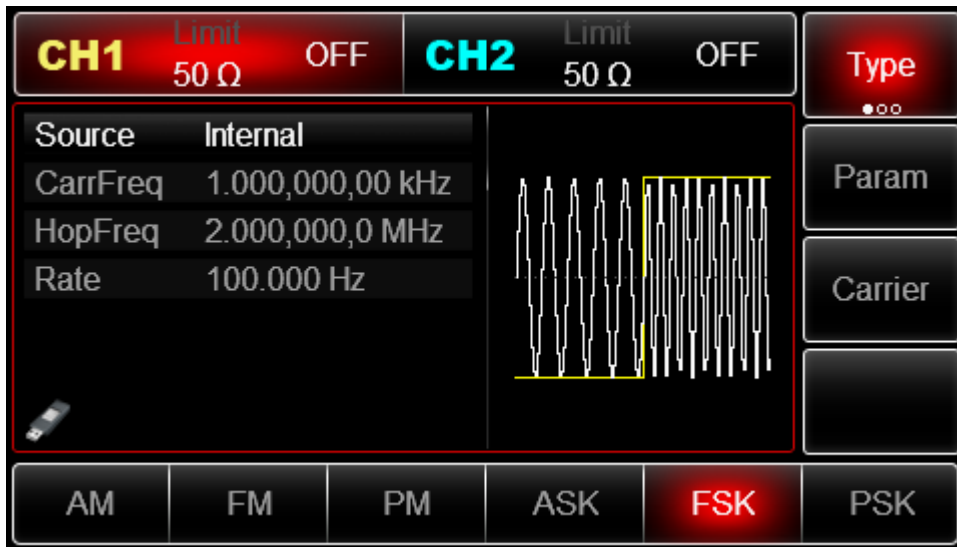 CH1 Limit 50 Ω OFF CH2 Limit 50 Ω OFF Type
Source Internal
CarrFreq 1.000,000,00 kHz
HopFreq 2.000,000,0 MHz
Rate 100.000 Hz
Param
Carrier
AM FM PM ASK FSK PSK